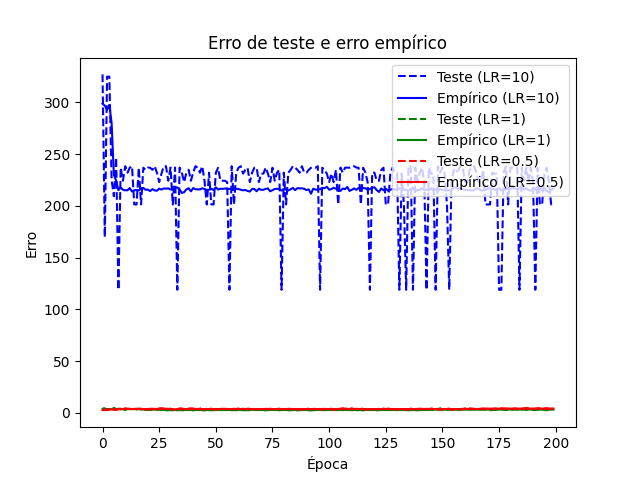 Erro de teste e erro empírico
Teste (LR=10)
Empírico (LR=10)
Teste (LR=1)
Empírico (LR=1)
Teste (LR=0.5)
Empírico (LR=0.5)
Erro
300
250
200
150
100
50
0
0 25 50 75 100 125 150 175 200
Época